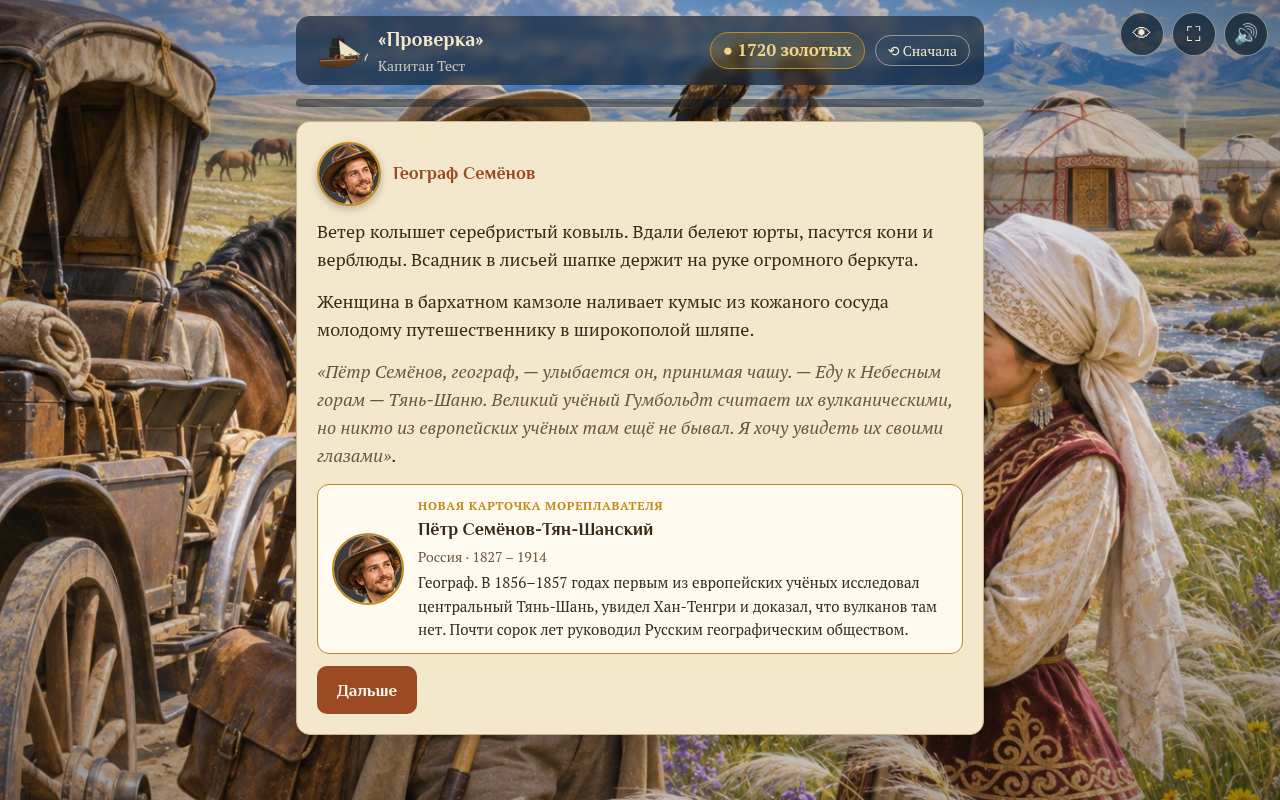 «Проверка»
Капитан Тест
● 1720 золотых
⟲ Сначала
Географ Семёнов
Ветер колышет серебристый ковыль. Вдали белеют юрты, пасутся кони и
верблюды. Всадник в лисьей шапке держит на руке огромного беркута.
Женщина в бархатном камзоле наливает кумыс из кожаного сосуда
молодому путешественнику в широкополой шляпе.
«Пётр Семёнов, географ, — улыбается он, принимая чашу. — Еду к Небесным
горам — Тянь-Шаню. Великий учёный Гумбольдт считает их вулканическими,
но никто из европейских учёных там ещё не бывал. Я хочу увидеть их своими
глазами».
НОВАЯ КАРТОЧКА МОРЕПЛАВАТЕЛЯ
Пётр Семёнов-Тян-Шанский
Россия · 1827 – 1914
Географ. В 1856–1857 годах первым из европейских учёных исследовал
центральный Тянь-Шань, увидел Хан-Тенгри и доказал, что вулканов там
нет. Почти сорок лет руководил Русским географическим обществом.
Дальше